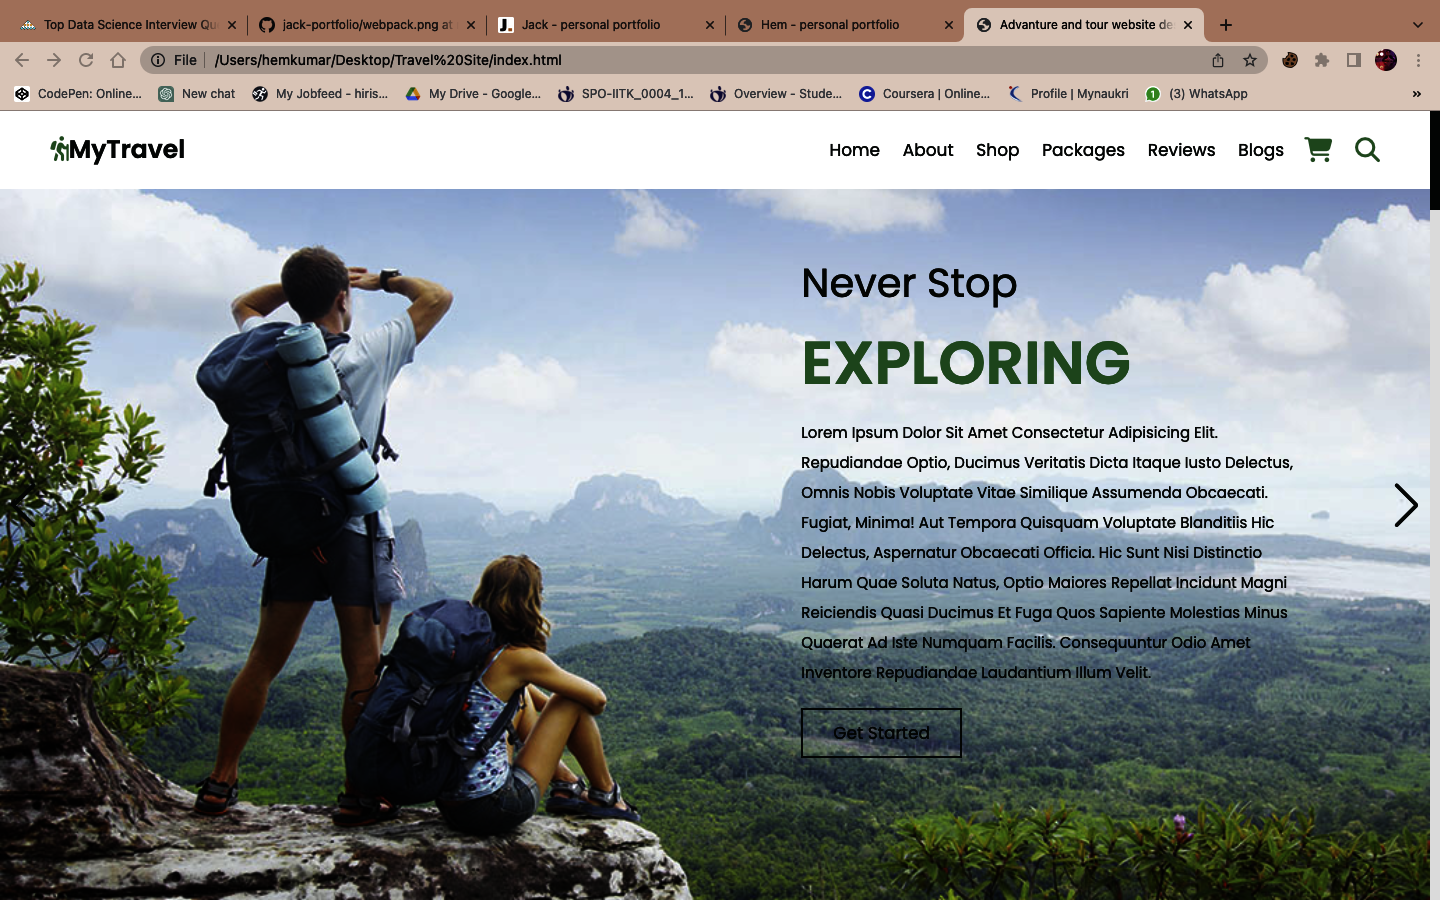 Top Data Science Interview Qu
jack-portfolio/webpack.png at
Jack - personal portfolio
Hem - personal portfolio
Advanture and tour website de
File
/Users/hemkumar/Desktop/Travel%20Site/index.html
CodePen: Online...
New chat
My Jobfeed - hiris...
My Drive - Google...
SPO-IITK_0004_1...
Overview - Stude...
Coursera | Online...
Profile | Mynaukri
1
(3) WhatsApp
MyTravel
Home
About
Shop
Packages
Reviews
Blogs
Never Stop
EXPLORING
Lorem Ipsum Dolor Sit Amet Consectetur Adipisicing Elit.
Repudiandae Optio, Ducimus Veritatis Dicta Itaque Iusto Delectus,
Omnis Nobis Voluptate Vitae Similique Assumenda Obcaecati.
Fugiat, Minima! Aut Tempora Quisquam Voluptate Blanditiis Hic
Delectus, Aspernatur Obcaecati Officia. Hic Sunt Nisi Distinctio
Harum Quae Soluta Natus, Optio Maiores Repellat Incidunt Magni
Reiciendis Quasi Ducimus Et Fuga Quos Sapiente Molestias Minus
Quaerat Ad Iste Numquam Facilis. Consequuntur Odio Amet
Inventore Repudiandae Laudantium Illum Velit.
Get Started